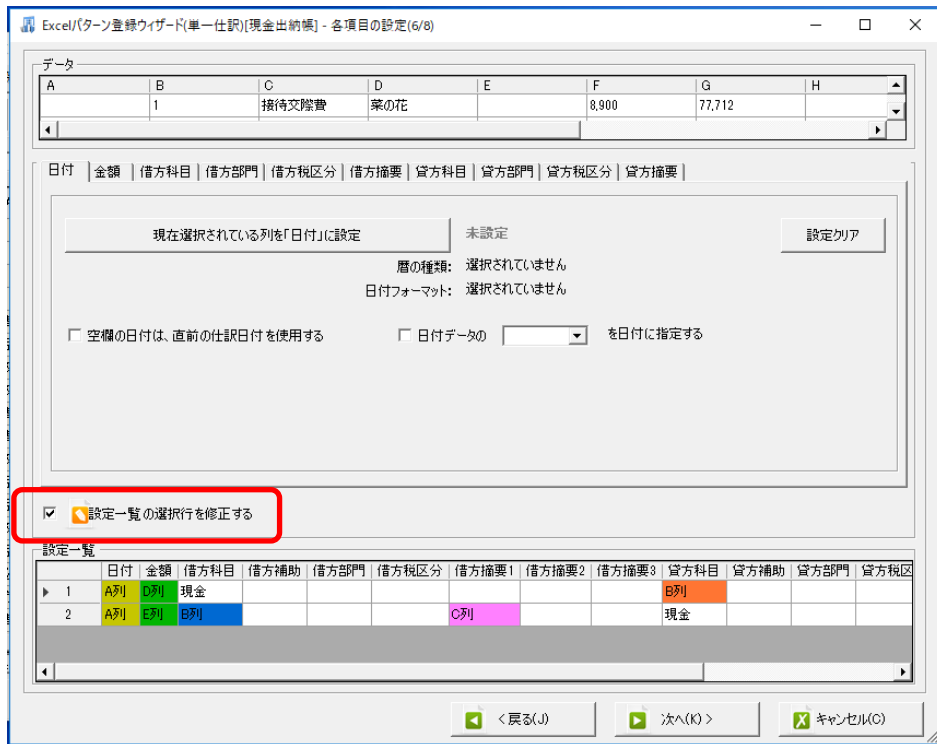 Excelパターン登録ウィザード(単一仕訳)[現金出納帳] - 各項目の設定(6/8)
データ
A B C D E F G H
1 接待交際費 菜の花 8,900 77,712
日付 金額 借方科目 借方部門 借方税区分 借方摘要 貸方科目 貸方部門 貸方税区分 貸方摘要
現在選択されている列を「日付」に設定 未設定 設定クリア
暦の種類: 選択されていません
日付フォーマット: 選択されていません
空欄の日付は、直前の仕訳日付を使用する 日付データの を日付に指定する
設定一覧の選択行を修正する
設定一覧
日付 金額 借方科目 借方補助 借方部門 借方税区分 借方摘要1 借方摘要2 借方摘要3 貸方科目 貸方補助 貸方部門 貸方税区
1 A列 D列 現金 B列
2 A列 E列 B列 C列 現金
<戻る(J) 次へ(K)> キャンセル(C)